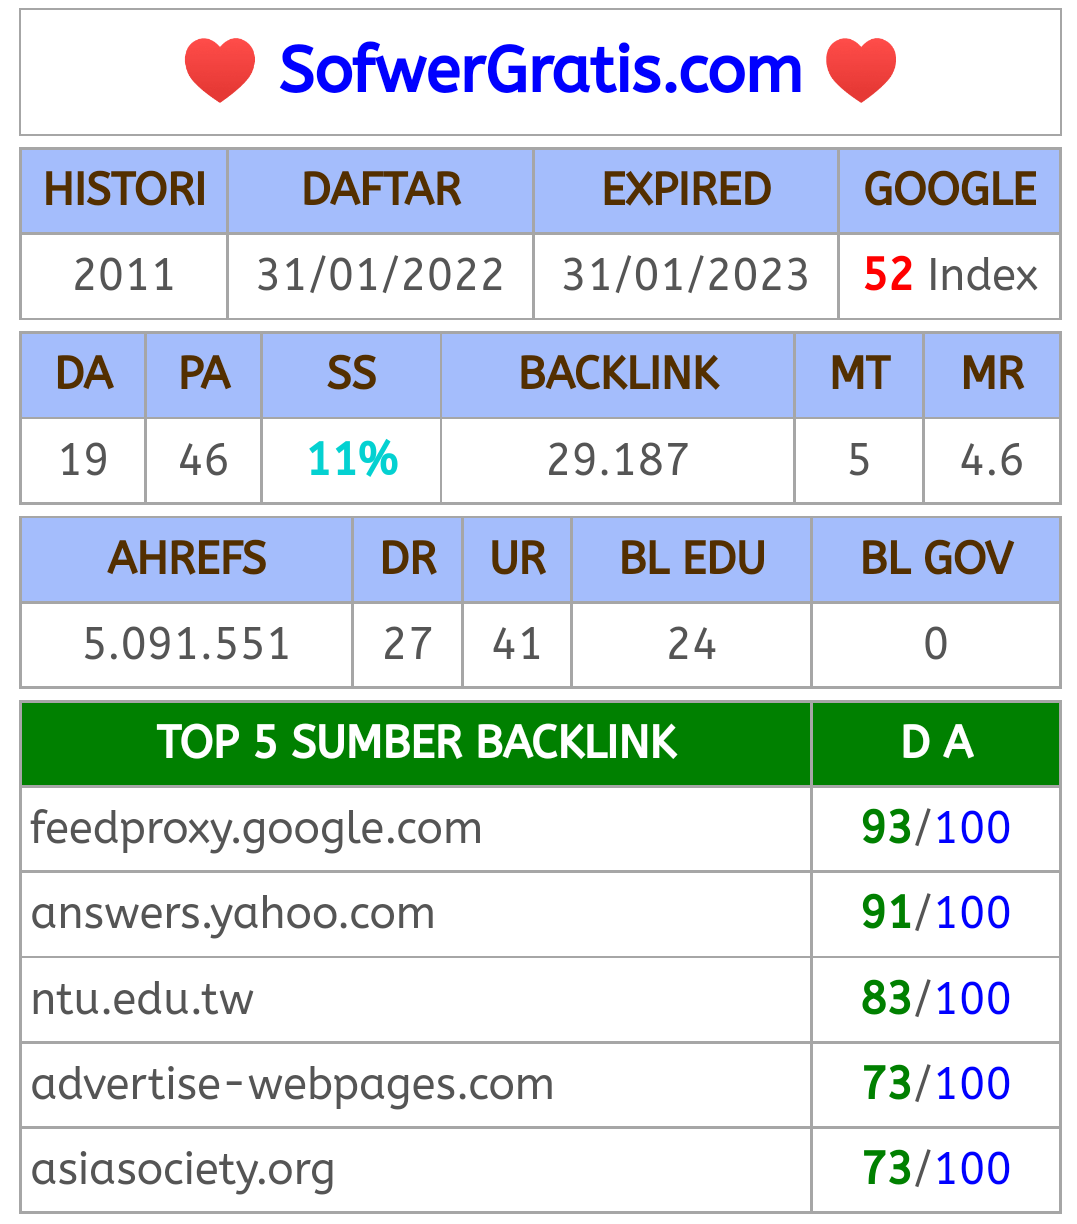 SofwerGratis.com
HISTORI DAFTAR EXPIRED GOOGLE
2011 31/01/2022 31/01/2023 52 Index
DA PA SS BACKLINK MT MR
19 46 11% 29.187 5 4.6
AHREFS DR UR BL EDU BL GOV
5.091.551 27 41 24 0
TOP 5 SUMBER BACKLINK D A
feedproxy.google.com 93/100
answers.yahoo.com 91/100
ntu.edu.tw 83/100
advertise-webpages.com 73/100
asiasociety.org 73/100